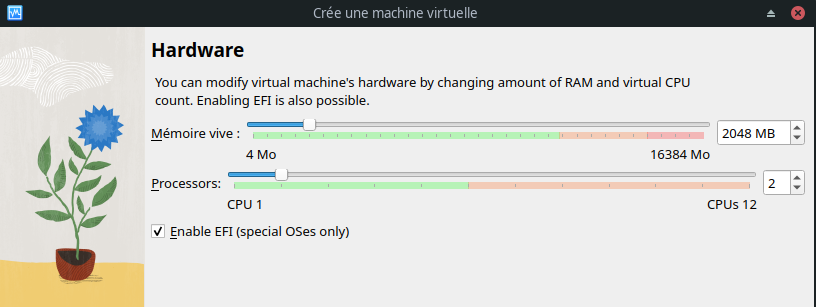 Crée une machine virtuelle
Hardware
You can modify virtual machine's hardware by changing amount of RAM and virtual CPU
count. Enabling EFI is also possible.
Mémoire vive : 2048 MB
4 Mo 16384 Mo
Processors: 2
CPU 1 CPUs 12
Enable EFI (special OSes only)